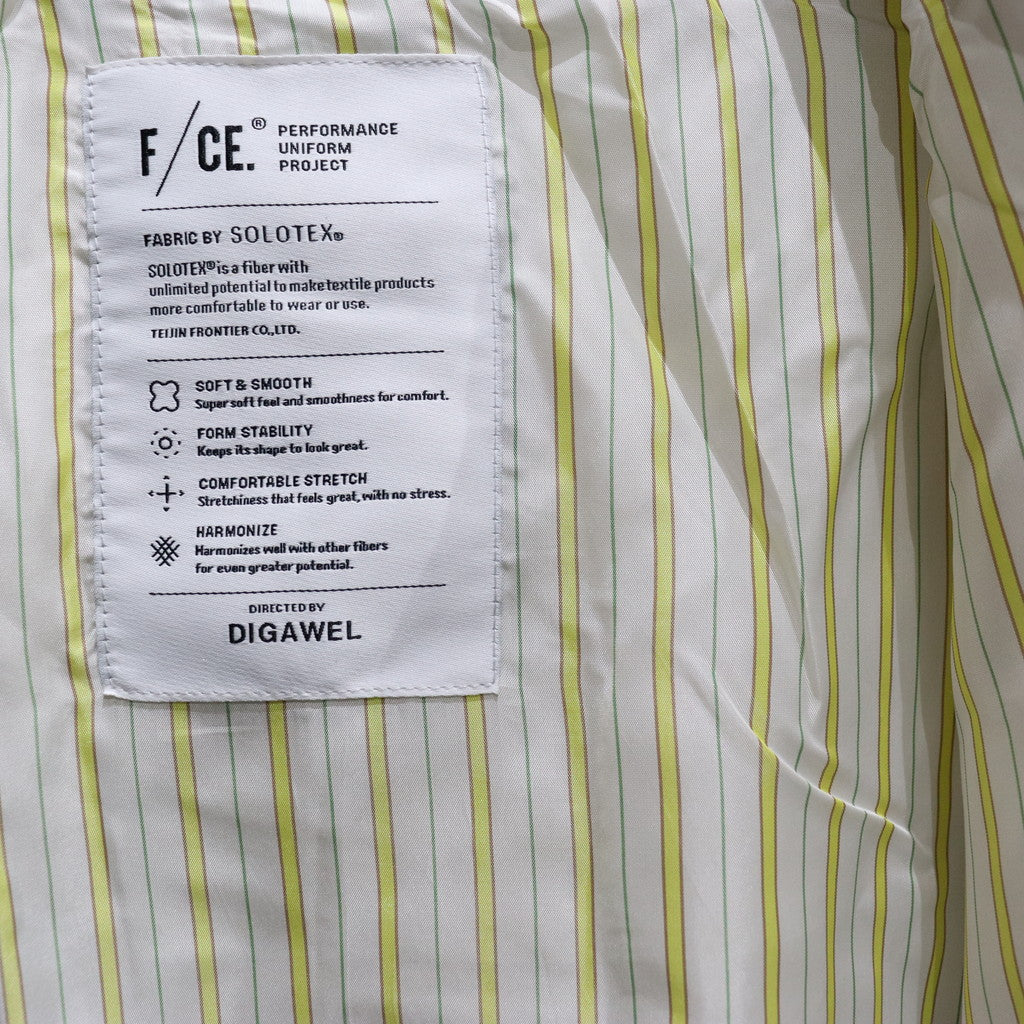 F/CE.® PERFORMANCE
UNIFORM
PROJECT
FABRIC BY SOLOTEX®
SOLOTEX® is a fiber with
unlimited potential to make textile products
more comfortable to wear or use.
TEIJIN FRONTIER CO.,LTD.
SOFT & SMOOTH
Super soft feel and smoothness for comfort.
FORM STABILITY
Keeps its shape to look great.
COMFORTABLE STRETCH
Stretchiness that feels great, with no stress.
HARMONIZE
Harmonizes well with other fibers
for even greater potential.
DIRECTED BY
DIGAWEL